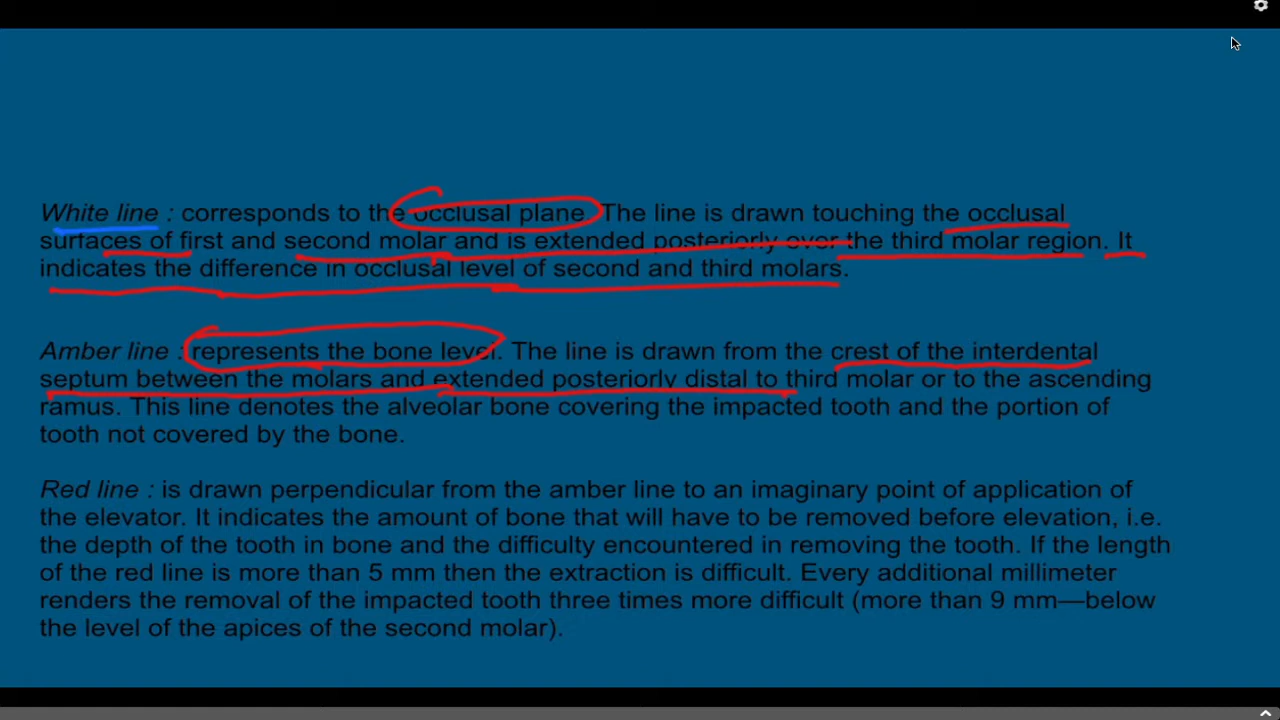 White line : corresponds to the occlusal plane. The line is drawn touching the occlusal
surfaces of first and second molar and is extended posteriorly over the third molar region. It
indicates the difference in occlusal level of second and third molars.
Amber line : represents the bone level. The line is drawn from the crest of the interdental
septum between the molars and extended posteriorly distal to third molar or to the ascending
ramus. This line denotes the alveolar bone covering the impacted tooth and the portion of
tooth not covered by the bone.
Red line : is drawn perpendicular from the amber line to an imaginary point of application of
the elevator. It indicates the amount of bone that will have to be removed before elevation, i.e.
the depth of the tooth in bone and the difficulty encountered in removing the tooth. If the length
of the red line is more than 5 mm then the extraction is difficult. Every additional millimeter
renders the removal of the impacted tooth three times more difficult (more than 9 mm—below
the level of the apices of the second molar).